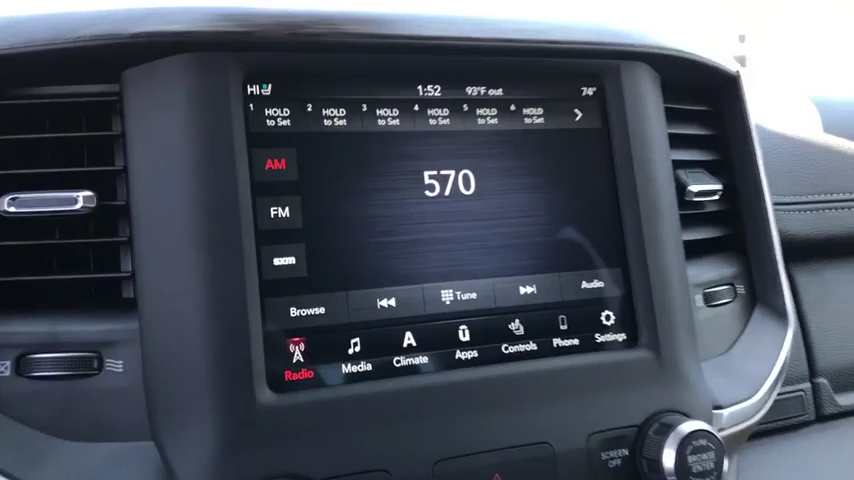 HI 1:52 93°F out 74°
1 HOLD to Set 2 HOLD to Set 3 HOLD to Set 4 HOLD to Set 5 HOLD to Set 6 HOLD to Set >
AM
570
FM
sxm
Browse Tune Audio
Radio Media A Climate ū Apps Controls Phone Settings
SCREEN OFF
TUNE
BROWSE
ENTER